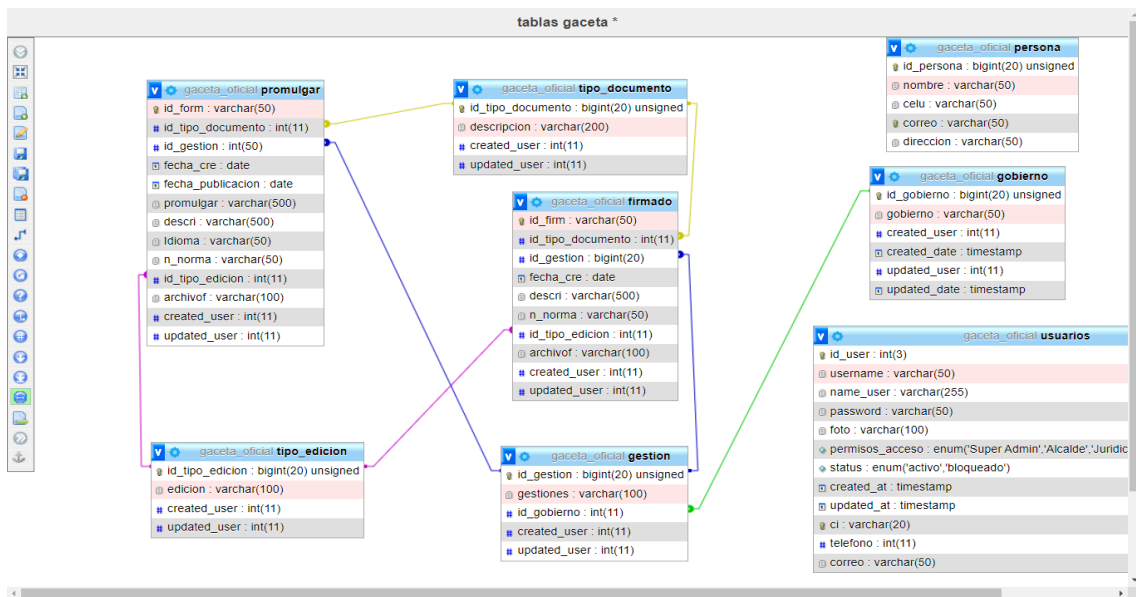 tablas gaceta *
gaceta_oficial promulgar
id_form : varchar(50)
id_tipo_documento : int(11)
id_gestion : int(50)
fecha_cre : date
fecha_publicacion : date
promulgar : varchar(500)
descri : varchar(500)
Idioma : varchar(50)
n_norma : varchar(50)
id_tipo_edicion : int(11)
archivof : varchar(100)
created_user : int(11)
updated_user : int(11)
gaceta_oficial tipo_documento
id_tipo_documento : bigint(20) unsigned
descripcion : varchar(200)
created_user : int(11)
updated_user : int(11)
gaceta_oficial firmado
id_firm : varchar(50)
id_tipo_documento : int(11)
id_gestion : bigint(20)
fecha_cre : date
descri : varchar(500)
n_norma : varchar(50)
id_tipo_edicion : int(11)
archivof : varchar(100)
created_user : int(11)
updated_user : int(11)
gaceta_oficial persona
id_persona : bigint(20) unsigned
nombre : varchar(50)
celu : varchar(50)
correo : varchar(50)
direccion : varchar(50)
gaceta_oficial gobierno
id_gobierno : bigint(20) unsigned
gobierno : varchar(50)
created_user : int(11)
created_date : timestamp
updated_user : int(11)
updated_date : timestamp
gaceta_oficial usuarios
id_user : int(3)
username : varchar(50)
name_user : varchar(255)
password : varchar(50)
foto : varchar(100)
permisos_acceso : enum('Super Admin','Alcalde','Juridic
status : enum('activo','bloqueado')
created_at : timestamp
updated_at : timestamp
ci : varchar(20)
telefono : int(11)
correo : varchar(50)
gaceta_oficial tipo_edicion
id_tipo_edicion : bigint(20) unsigned
edicion : varchar(100)
created_user : int(11)
updated_user : int(11)
gaceta_oficial gestion
id_gestion : bigint(20) unsigned
gestiones : varchar(100)
id_gobierno : int(11)
created_user : int(11)
updated_user : int(11)